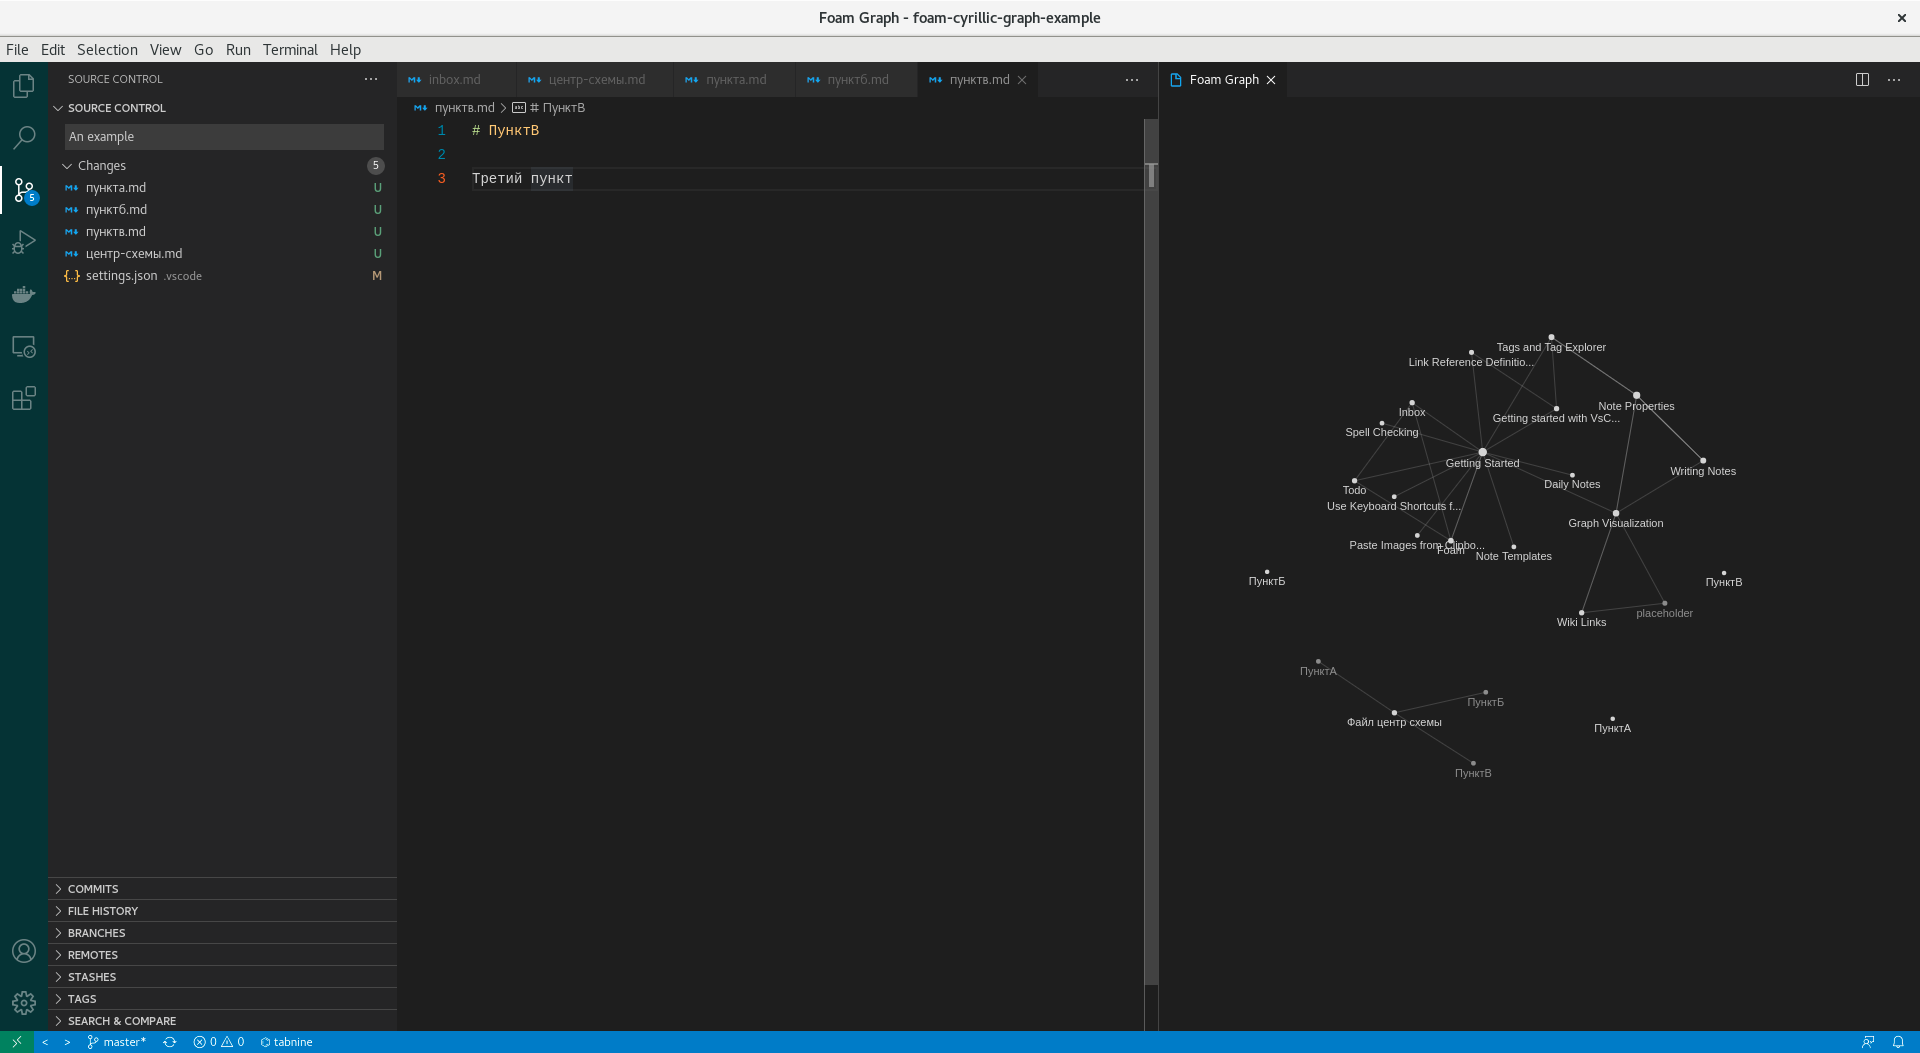 Foam Graph - foam-cyrillic-graph-example
File Edit Selection View Go Run Terminal Help
SOURCE CONTROL
SOURCE CONTROL
An example
Changes 5
пункта.md U
пунктб.md U
пунктв.md U
центр-схемы.md U
settings.json .vscode M
5
COMMITS
FILE HISTORY
BRANCHES
REMOTES
STASHES
TAGS
SEARCH & COMPARE
inbox.md центр-схемы.md пункта.md пунктб.md пунктв.md
пунктв.md > # ПунктВ
1 # ПунктВ
2
3 Третий пункт
Foam Graph
Tags and Tag Explorer
Link Reference Definitio...
Note Properties
Inbox
Getting started with VsC...
Spell Checking
Getting Started
Writing Notes
Daily Notes
Todo
Use Keyboard Shortcuts f...
Graph Visualization
Paste Images from Clipbo...
Foam
Note Templates
ПунктБ
ПунктВ
placeholder
Wiki Links
ПунктА
ПунктБ
Файл центр схемы
ПунктА
ПунктВ
master* 0 0 tabnine